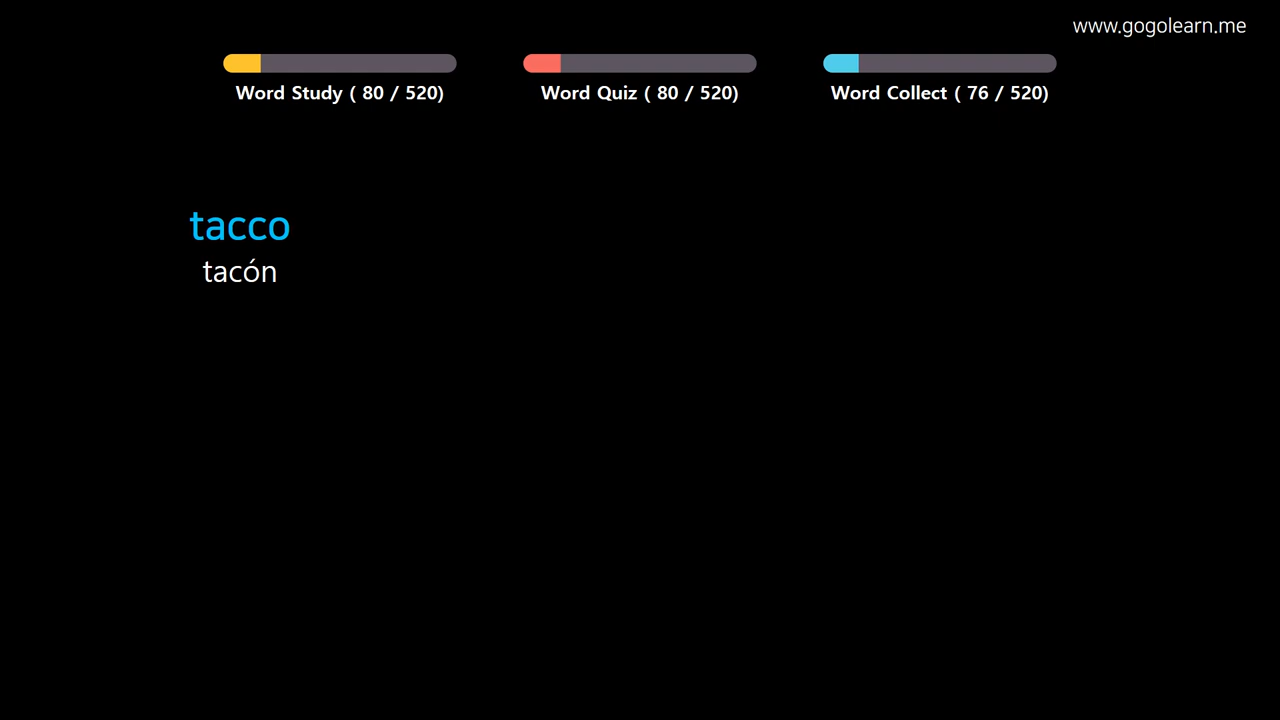 www.gogolearn.me
Word Study ( 80 / 520)
Word Quiz ( 80 / 520)
Word Collect ( 76 / 520)
tacco
tacón